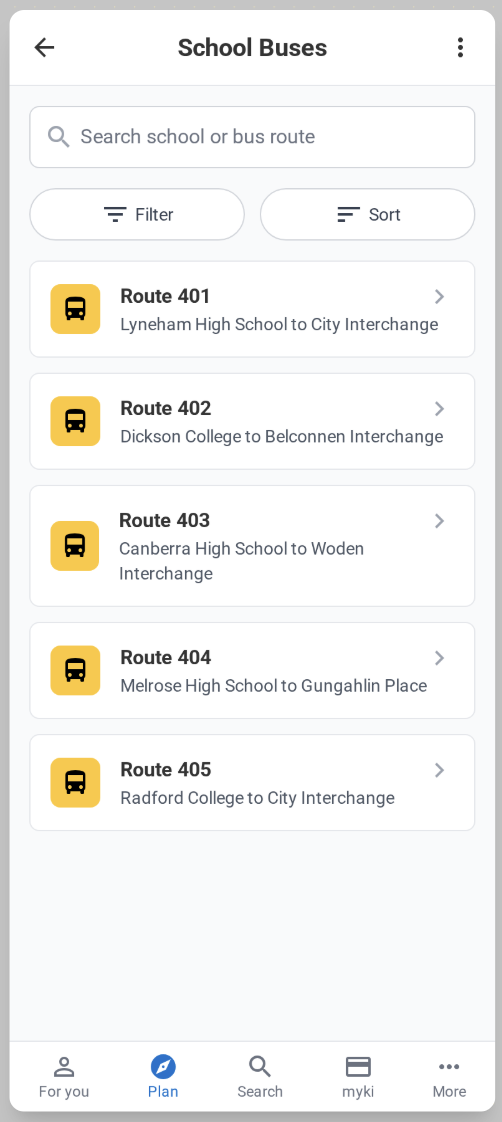 School Buses
Search school or bus route
Filter
Sort
Route 401
Lyneham High School to City Interchange
Route 402
Dickson College to Belconnen Interchange
Route 403
Canberra High School to Woden
Interchange
Route 404
Melrose High School to Gungahlin Place
Route 405
Radford College to City Interchange
For you
Plan
Search
myki
More